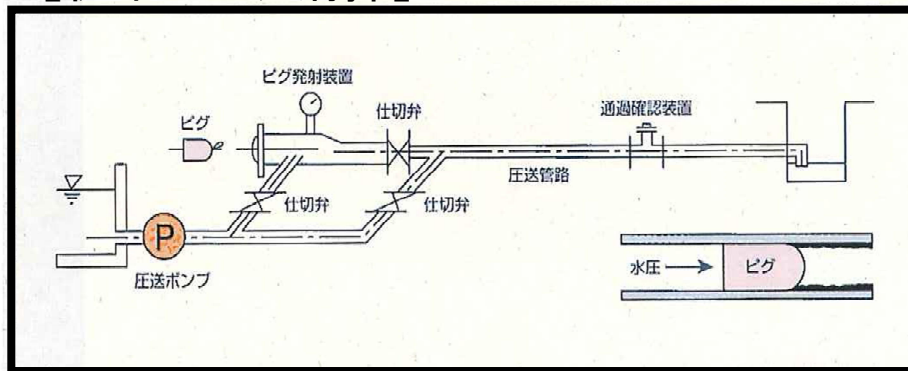 ピグ発射装置
仕切弁
通過確認装置
ピグ
圧送管路
仕切弁
仕切弁
P
圧送ポンプ
水圧
ピグ